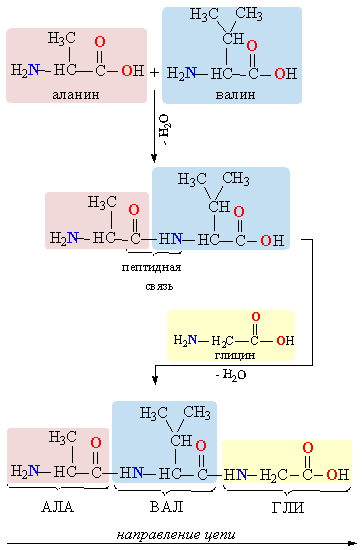 H₃C CH₃
H₃C O CH O
H₂N HC C OH + H₂N HC C OH
аланин валин
- H₂O
H₃C CH₃
H₃C O CH O
H₂N HC C HN HC C OH
пептидная
связь
O
H₂N H₂C C OH
глицин
- H₂O
H₃C CH₃
H₃C O CH O O
H₂N HC C HN HC C HN H₂C C OH
АЛА ВАЛ ГЛИ
направление цепи